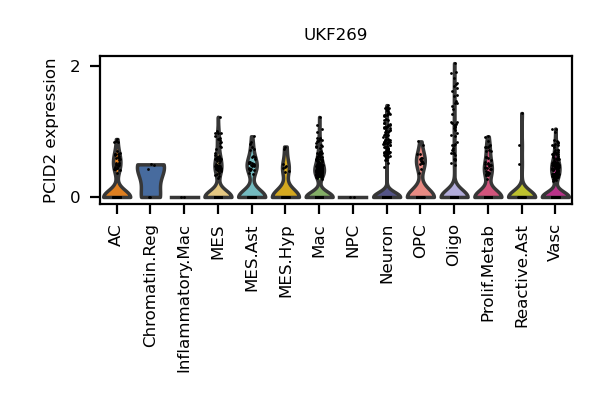 UKF269
PCID2 expression
2
0
AC
Chromatin.Reg
Inflammatory.Mac
MES
MES.Ast
MES.Hyp
Mac
NPC
Neuron
OPC
Oligo
Prolif.Metab
Reactive.Ast
Vasc